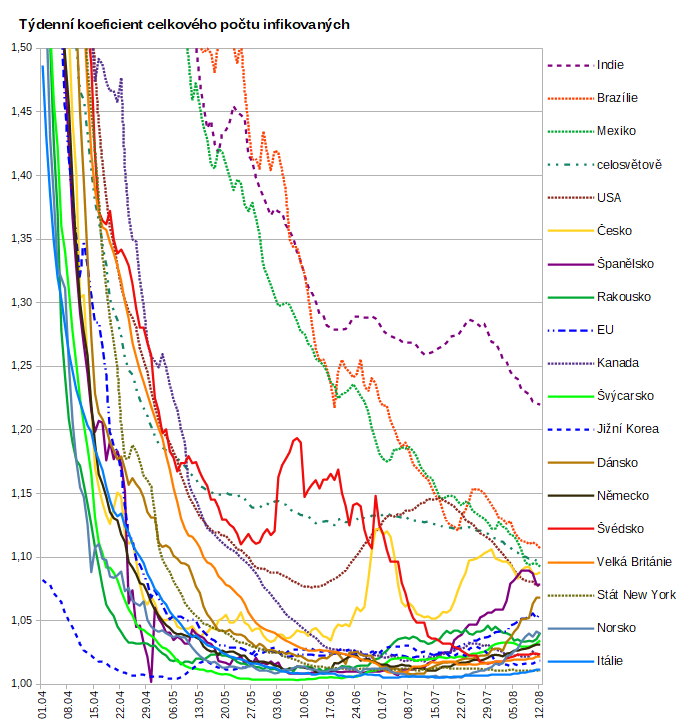 Týdenní koeficient celkového počtu infikovaných
1,50
1,45
1,40
1,35
1,30
1,25
1,20
1,15
1,10
1,05
1,00
01.04
08.04
15.04
22.04
29.04
06.05
13.05
20.05
27.05
03.06
10.06
17.06
24.06
01.07
08.07
15.07
22.07
29.07
05.08
12.08
Indie
Brazílie
Mexiko
celosvětově
USA
Česko
Španělsko
Rakousko
EU
Kanada
Švýcarsko
Jižní Korea
Dánsko
Německo
Švédsko
Velká Británie
Stát New York
Norsko
Itálie